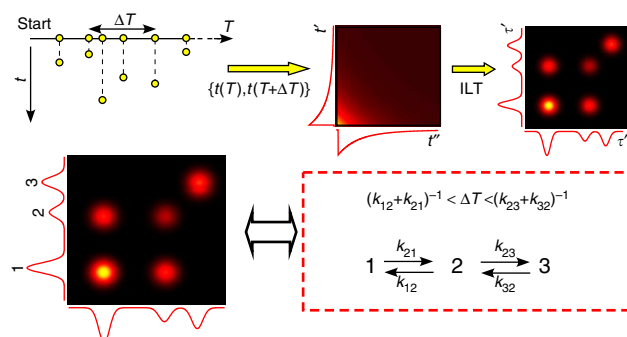 Start
ΔT
T
t
{t(T),t(T+ΔT)}
t′
t″
ILT
τ′
τ″
3
2
1
(k12+k21)−1 < ΔT <(k23+k32)−1
k21
k23
1
2
3
k12
k32